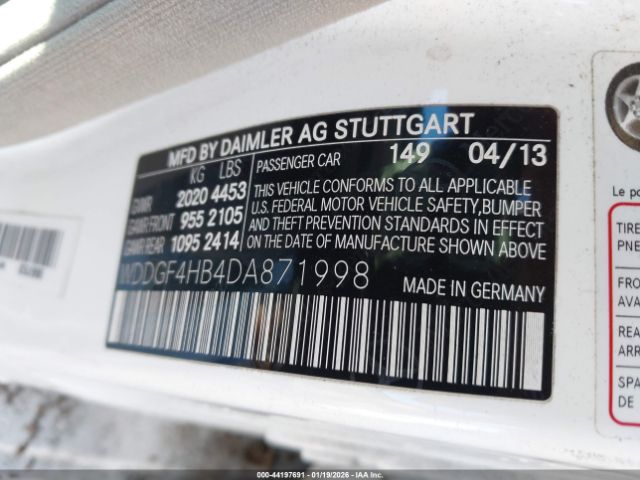 MFD BY DAIMLER AG STUTTGART
KG LBS
GVWR 2020 4453
GAWR FRONT 955 2105
GAWR REAR 1095 2414
PASSENGER CAR 149 04/13
THIS VEHICLE CONFORMS TO ALL APPLICABLE
U.S. FEDERAL MOTOR VEHICLE SAFETY, BUMPER
AND THEFT PREVENTION STANDARDS IN EFFECT
ON THE DATE OF MANUFACTURE SHOWN ABOVE
WDDGF4HB4DA871998 MADE IN GERMANY
Le po
TIRE
PNEU
FRO
AVA
REA
ARR
SPA
DE
000-44197691 - 01/19/2026 - IAA Inc. - Freedom